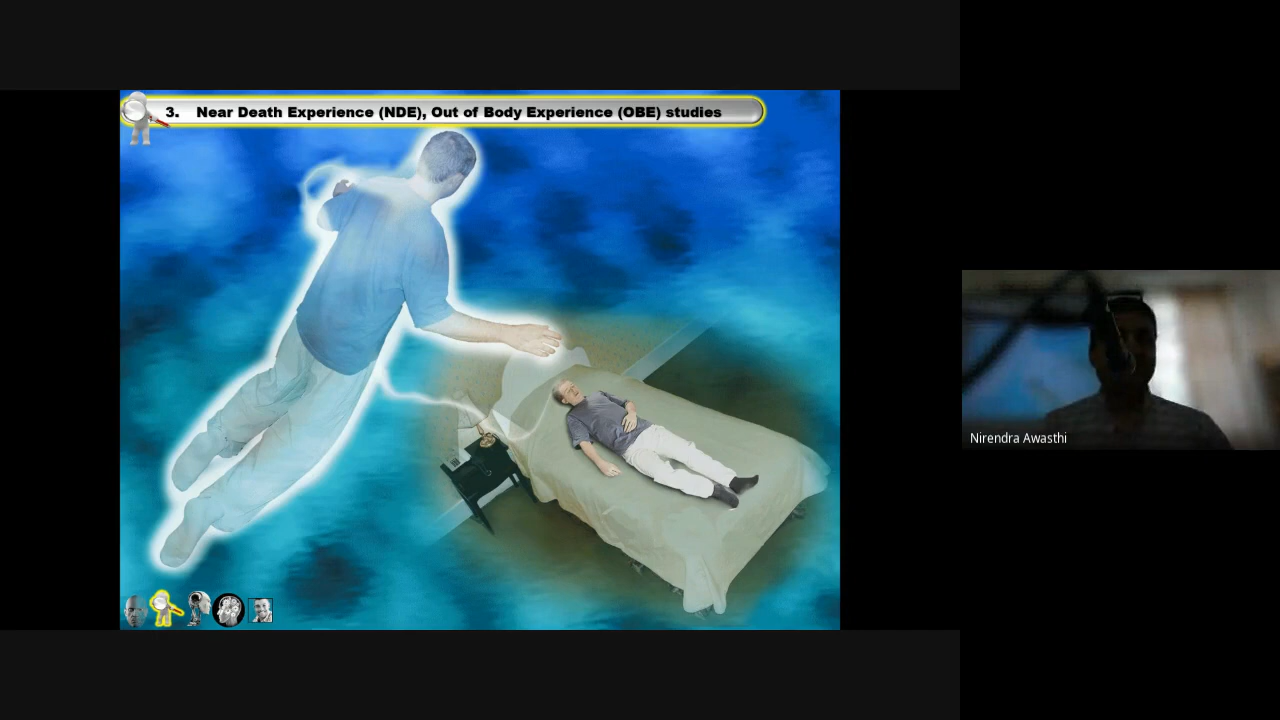 3. Near Death Experience (NDE), Out of Body Experience (OBE) studies
Nirendra Awasthi